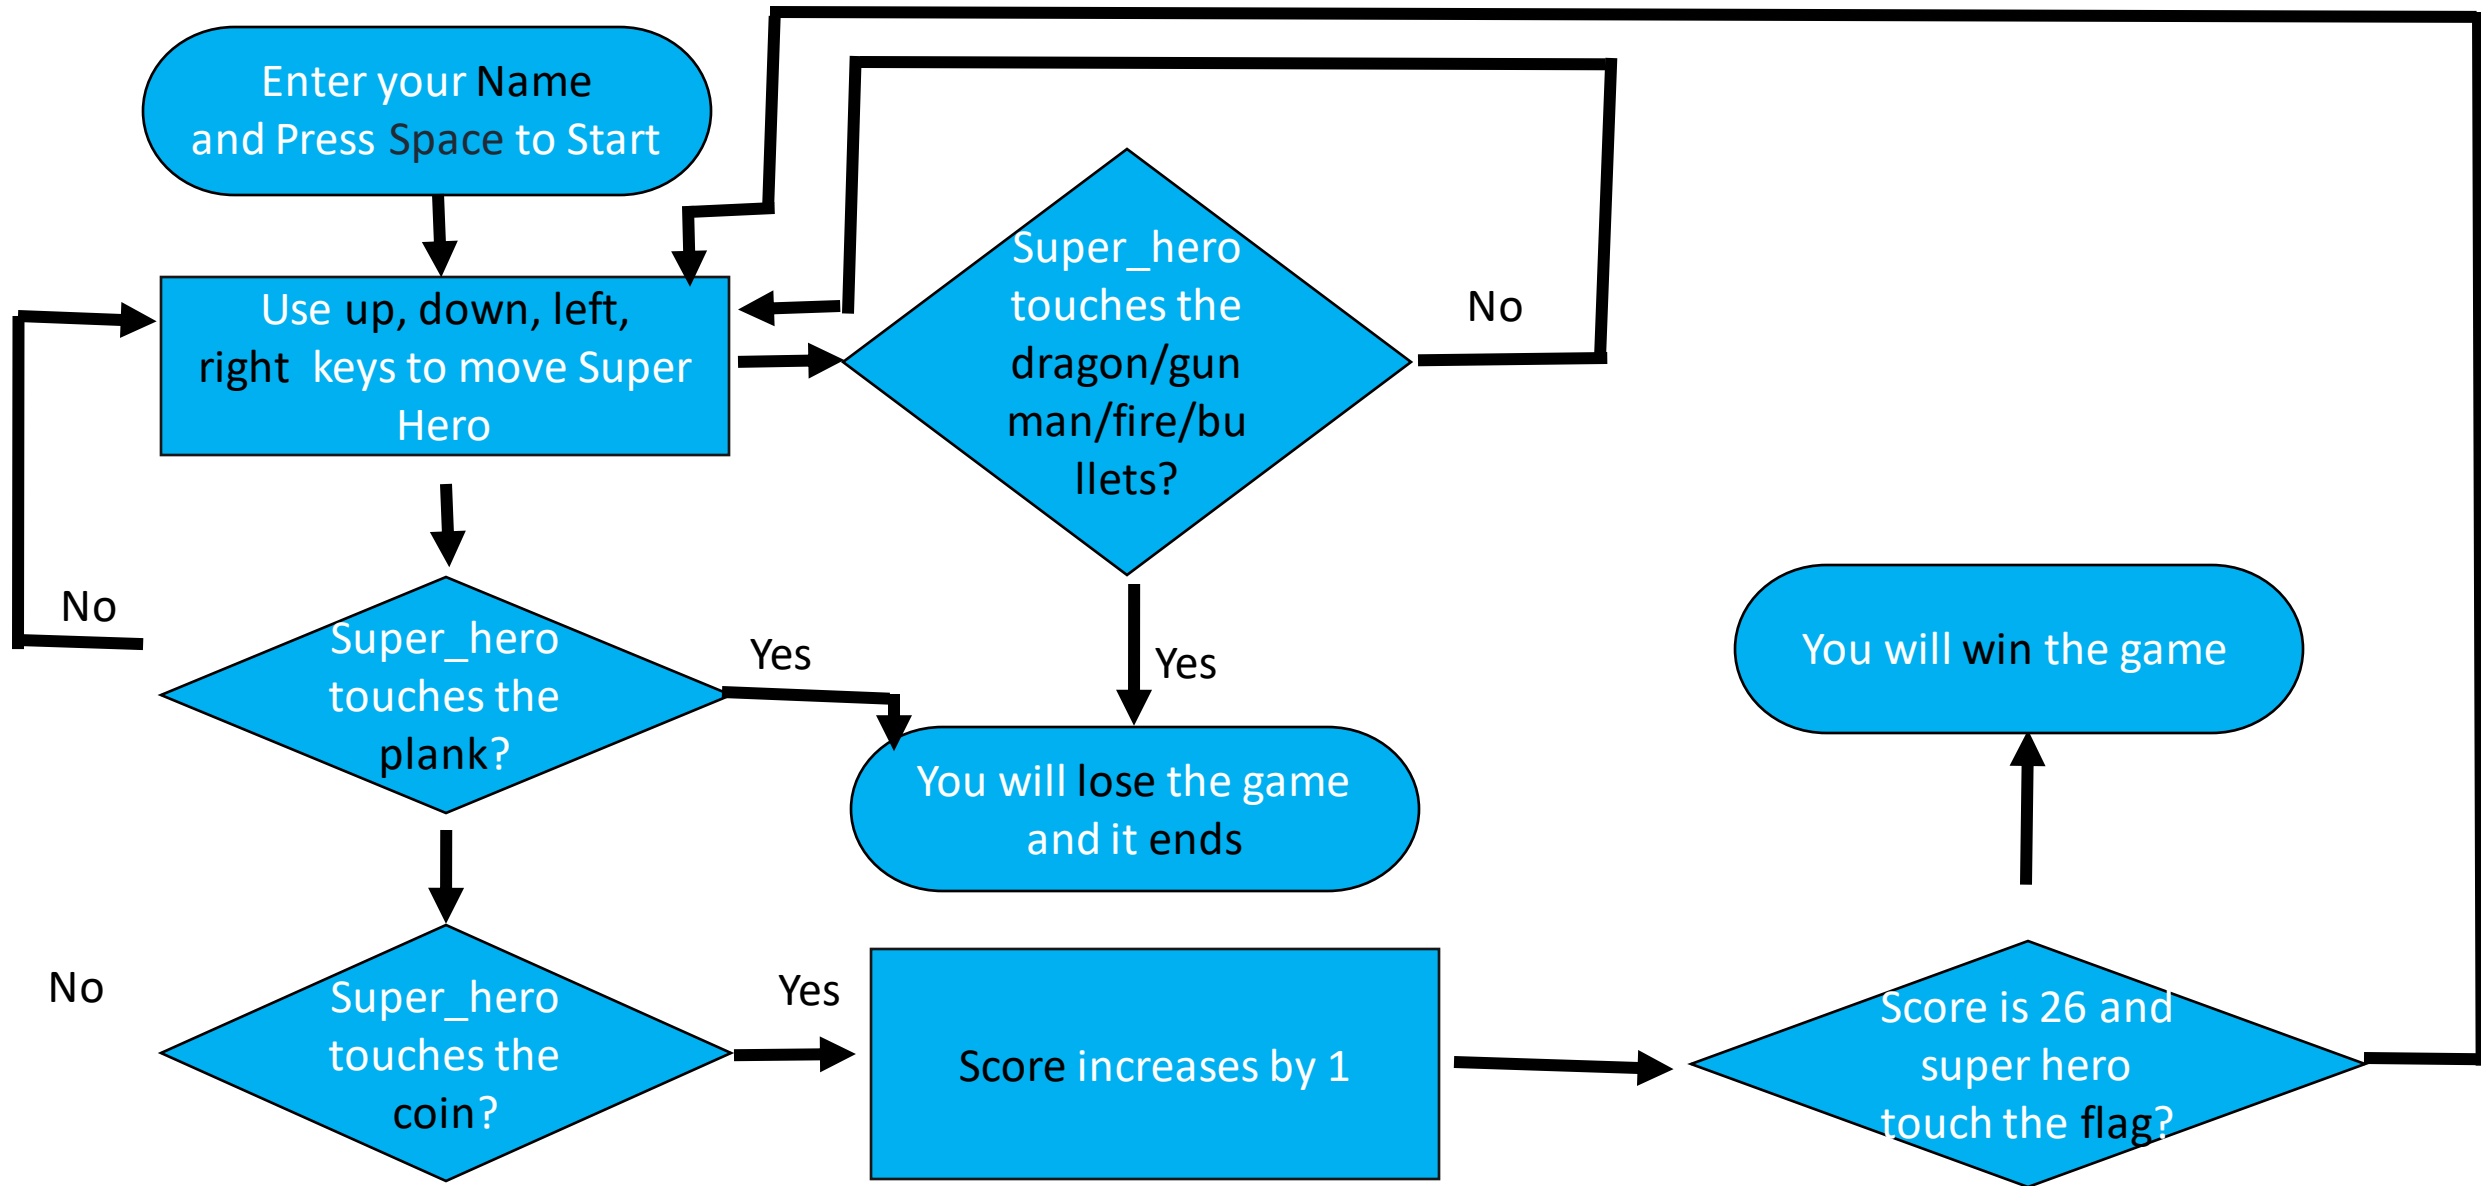 Enter your Name
and Press Space to Start
Use up, down, left,
right keys to move Super
Hero
Super_hero
touches the
dragon/gun
man/fire/bu
llets?
No
No
Super_hero
touches the
plank?
Yes
Yes
You will lose the game
and it ends
You will win the game
No
Super_hero
touches the
coin?
Yes
Score increases by 1
Score is 26 and
super hero
touch the flag?